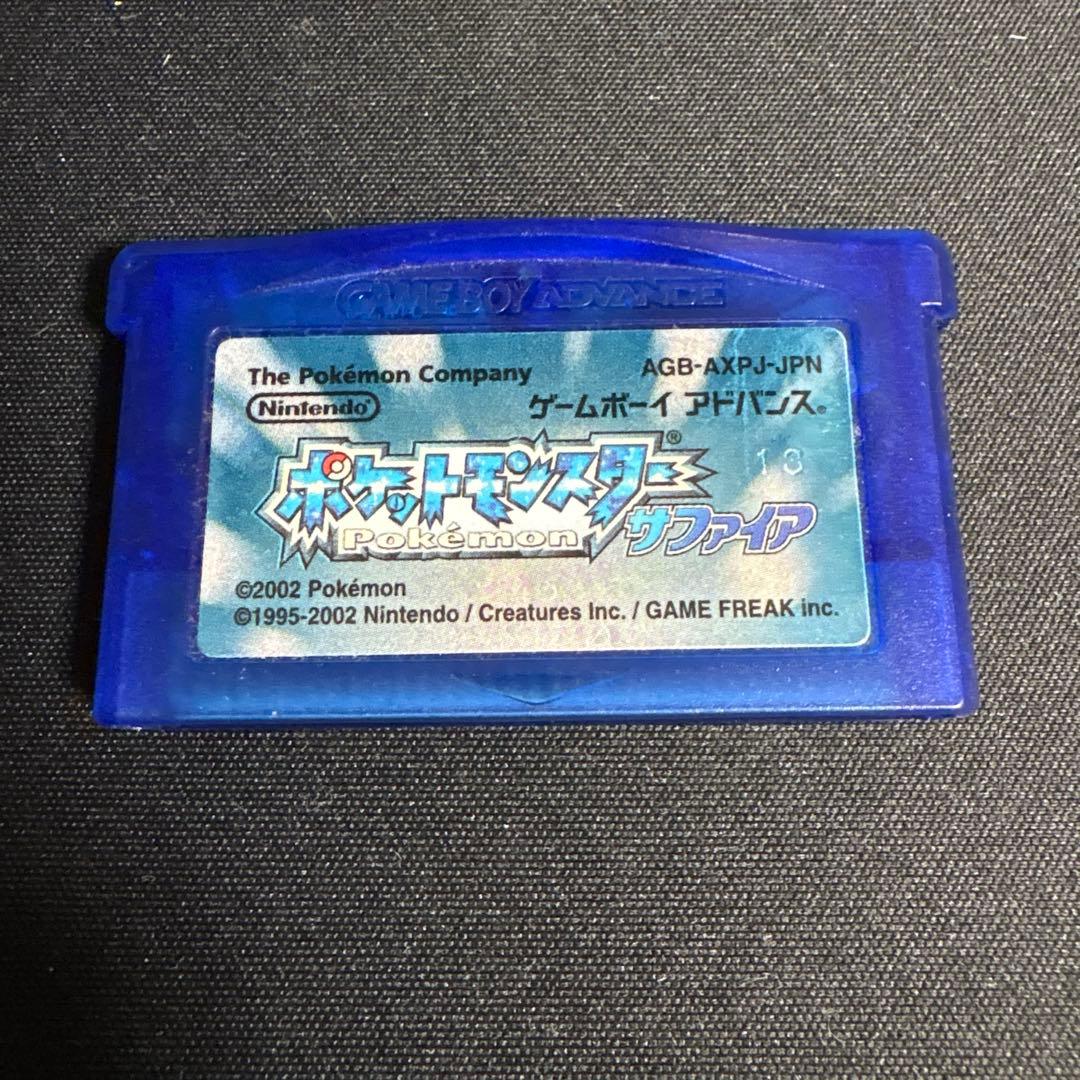 GAME BOY ADVANCE
The Pokémon Company
AGB-AXPJ-JPN
Nintendo®
ゲームボーイ アドバンス®
ポケットモンスター®
13
Pokémon
サファイア
©2002 Pokémon
©1995-2002 Nintendo / Creatures Inc. / GAME FREAK inc.